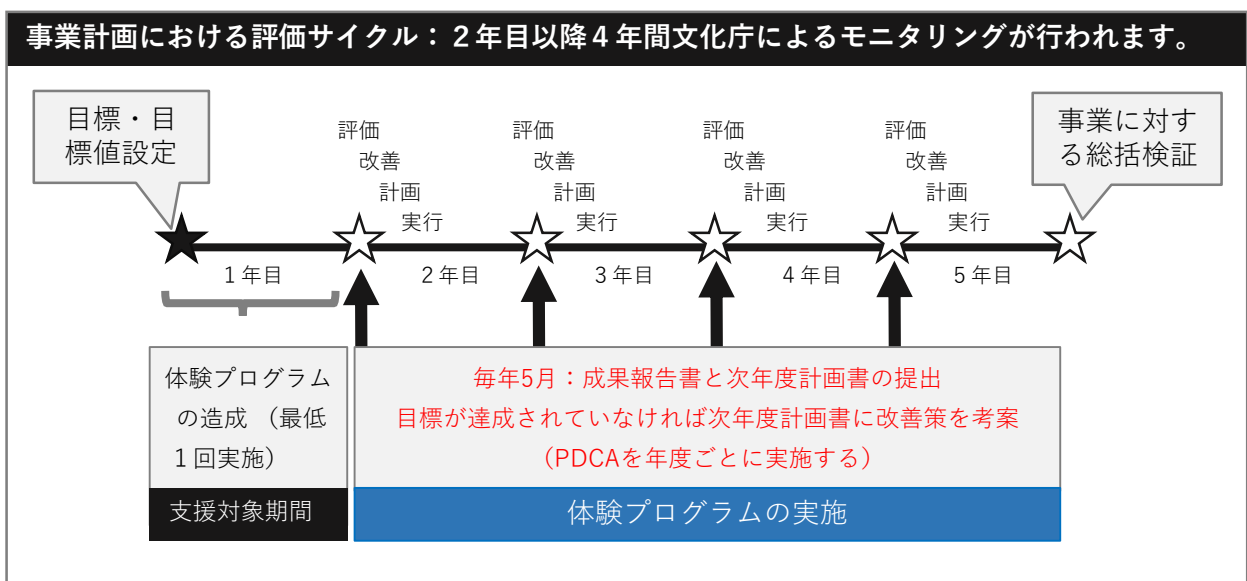 事業計画における評価サイクル：２年目以降４年間文化庁によるモニタリングが行われます。
目標・目
標値設定
評価
改善
計画
実行
評価
改善
計画
実行
評価
改善
計画
実行
評価
改善
計画
実行
事業に対す
る総括検証
１年目
２年目
３年目
４年目
５年目
体験プログラム
の造成 （最低
１回実施）
支援対象期間
毎年5月：成果報告書と次年度計画書の提出
目標が達成されていなければ次年度計画書に改善策を考案
（PDCAを年度ごとに実施する）
体験プログラムの実施